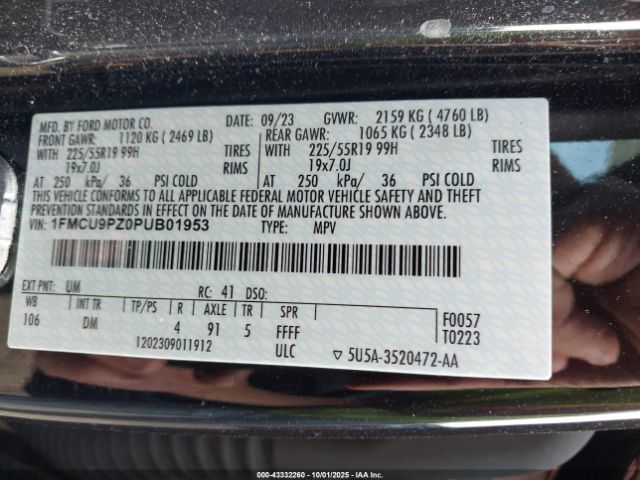 MFD. BY FORD MOTOR CO. DATE: 09/23 GVWR: 2159 KG ( 4760 LB)
FRONT GAWR: 1120 KG ( 2469 LB) REAR GAWR: 1065 KG ( 2348 LB)
WITH 225/55R19 99H TIRES WITH 225/55R19 99H TIRES
19x7.0J RIMS 19x7.0J RIMS
AT 250 kPa/ 36 PSI COLD AT 250 kPa/ 36 PSI COLD
THIS VEHICLE CONFORMS TO ALL APPLICABLE FEDERAL MOTOR VEHICLE SAFETY AND THEFT
PREVENTION STANDARDS IN EFFECT ON THE DATE OF MANUFACTURE SHOWN ABOVE.
VIN: 1FMCU9PZ0PUB01953 TYPE: MPV
EXT PNT: UM RC: 41 DSO:
WB INT TR TP/PS R AXLE TR SPR
106 DM 4 91 5 FFFF
F0057
T0223
1202309011912 ULC ▽ 5U5A-3520472-AA
00-43332260 - 10/01/2025 - Copyright IAA, LLC.